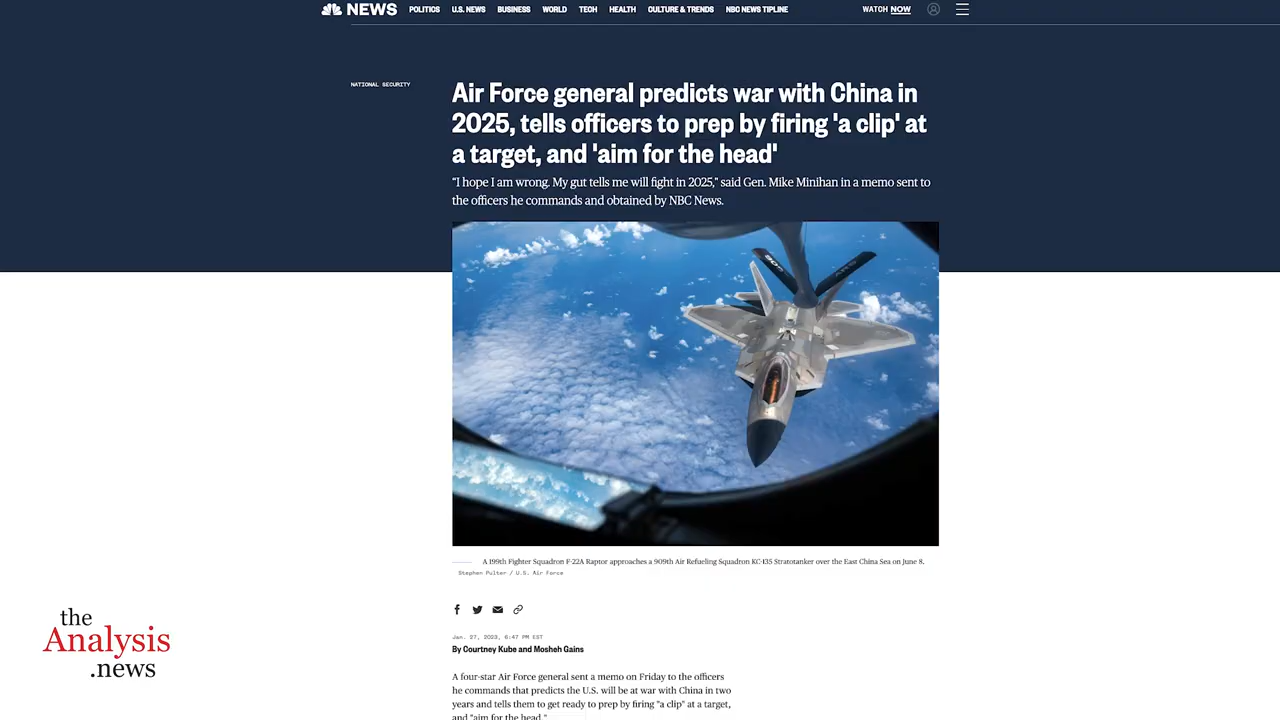 NEWS POLITICS U.S. NEWS BUSINESS WORLD TECH HEALTH CULTURE & TRENDS NBC NEWS TIPLINE WATCH NOW
NATIONAL SECURITY
Air Force general predicts war with China in
2025, tells officers to prep by firing 'a clip' at
a target, and 'aim for the head'
“I hope I am wrong. My gut tells me will fight in 2025,” said Gen. Mike Minihan in a memo sent to
the officers he commands and obtained by NBC News.
A 199th Fighter Squadron F-22A Raptor approaches a 909th Air Refueling Squadron KC-135 Stratotanker over the East China Sea on June 8.
Stephen Pulter / U.S. Air Force
Jan. 27, 2023, 6:47 PM EST
By Courtney Kube and Mosheh Gains
A four-star Air Force general sent a memo on Friday to the officers
he commands that predicts the U.S. will be at war with China in two
years and tells them to get ready to prep by firing "a clip" at a target,
and "aim for the head."
the
Analysis
.news